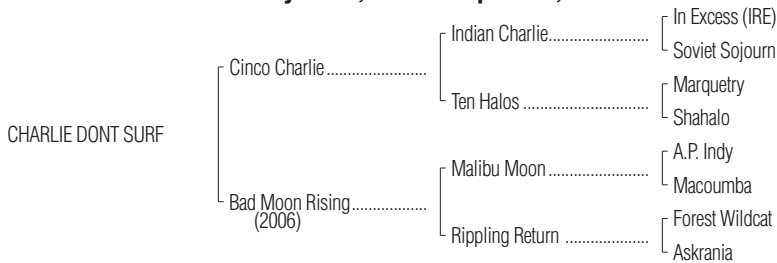 In Excess (IRE)
Indian Charlie....................
Soviet Sojourn
Cinco Charlie....................
Marquetry
Ten Halos .........................
Shahalo
CHARLIE DONT SURF
A.P. Indy
Malibu Moon....................
Macoumba
Bad Moon Rising..................
(2006)
Forest Wildcat
Rippling Return .................
Askrania